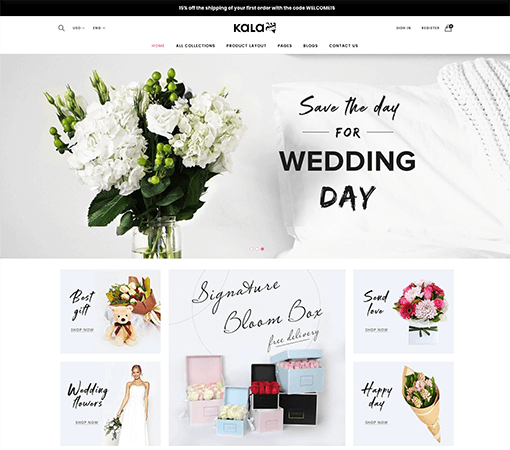 15% off the shipping of your first order with the code WELCOME15
USD
ENG
KALA
SIGN IN
REGISTER
0
HOME
ALL COLLECTIONS
PRODUCT LAYOUT
PAGES
BLOGS
CONTACT US
Save the day
FOR
WEDDING
DAY
Best
gift
SHOP NOW
Signature
Bloom Box
free delivery
Send
love
SHOP NOW
Wedding
flowers
SHOP NOW
Happy
day
SHOP NOW